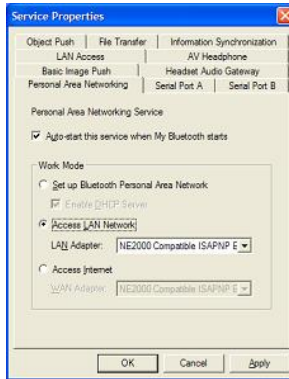 Service Properties
Object Push File Transfer Information Synchronization
LAN Access AV Headphone
Basic Image Push Headset Audio Gateway
Personal Area Networking Serial Port A Serial Port B
Personal Area Networking Service
Auto-start this service when My Bluetooth starts
Work Mode
Set up Bluetooth Personal Area Network
Enable DHCP Server
Access LAN Network
LAN Adapter: NE2000 Compatible ISAPNP E
Access Internet
WAN Adapter: NE2000 Compatible ISAPNP E
OK Cancel Apply